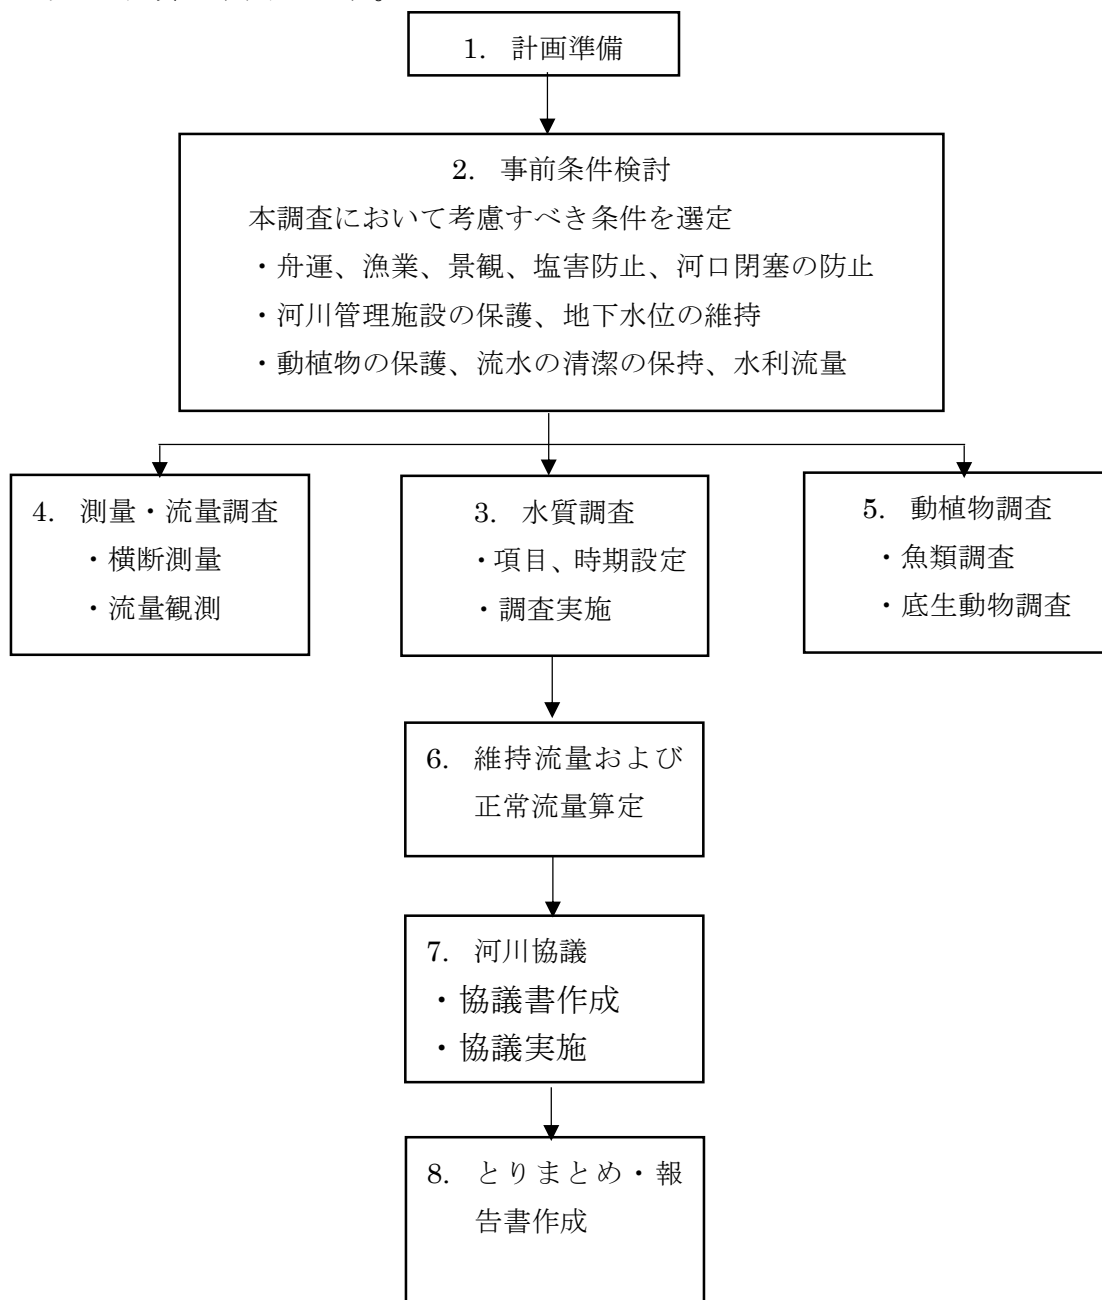 1. 計画準備
2. 事前条件検討
本調査において考慮すべき条件を選定
・舟運、漁業、景観、塩害防止、河口閉塞の防止
・河川管理施設の保護、地下水位の維持
・動植物の保護、流水の清潔の保持、水利流量
4. 測量・流量調査
・横断測量
・流量観測
3. 水質調査
・項目、時期設定
・調査実施
5. 動植物調査
・魚類調査
・底生動物調査
6. 維持流量および
正常流量算定
7. 河川協議
・協議書作成
・協議実施
8. とりまとめ・報
告書作成